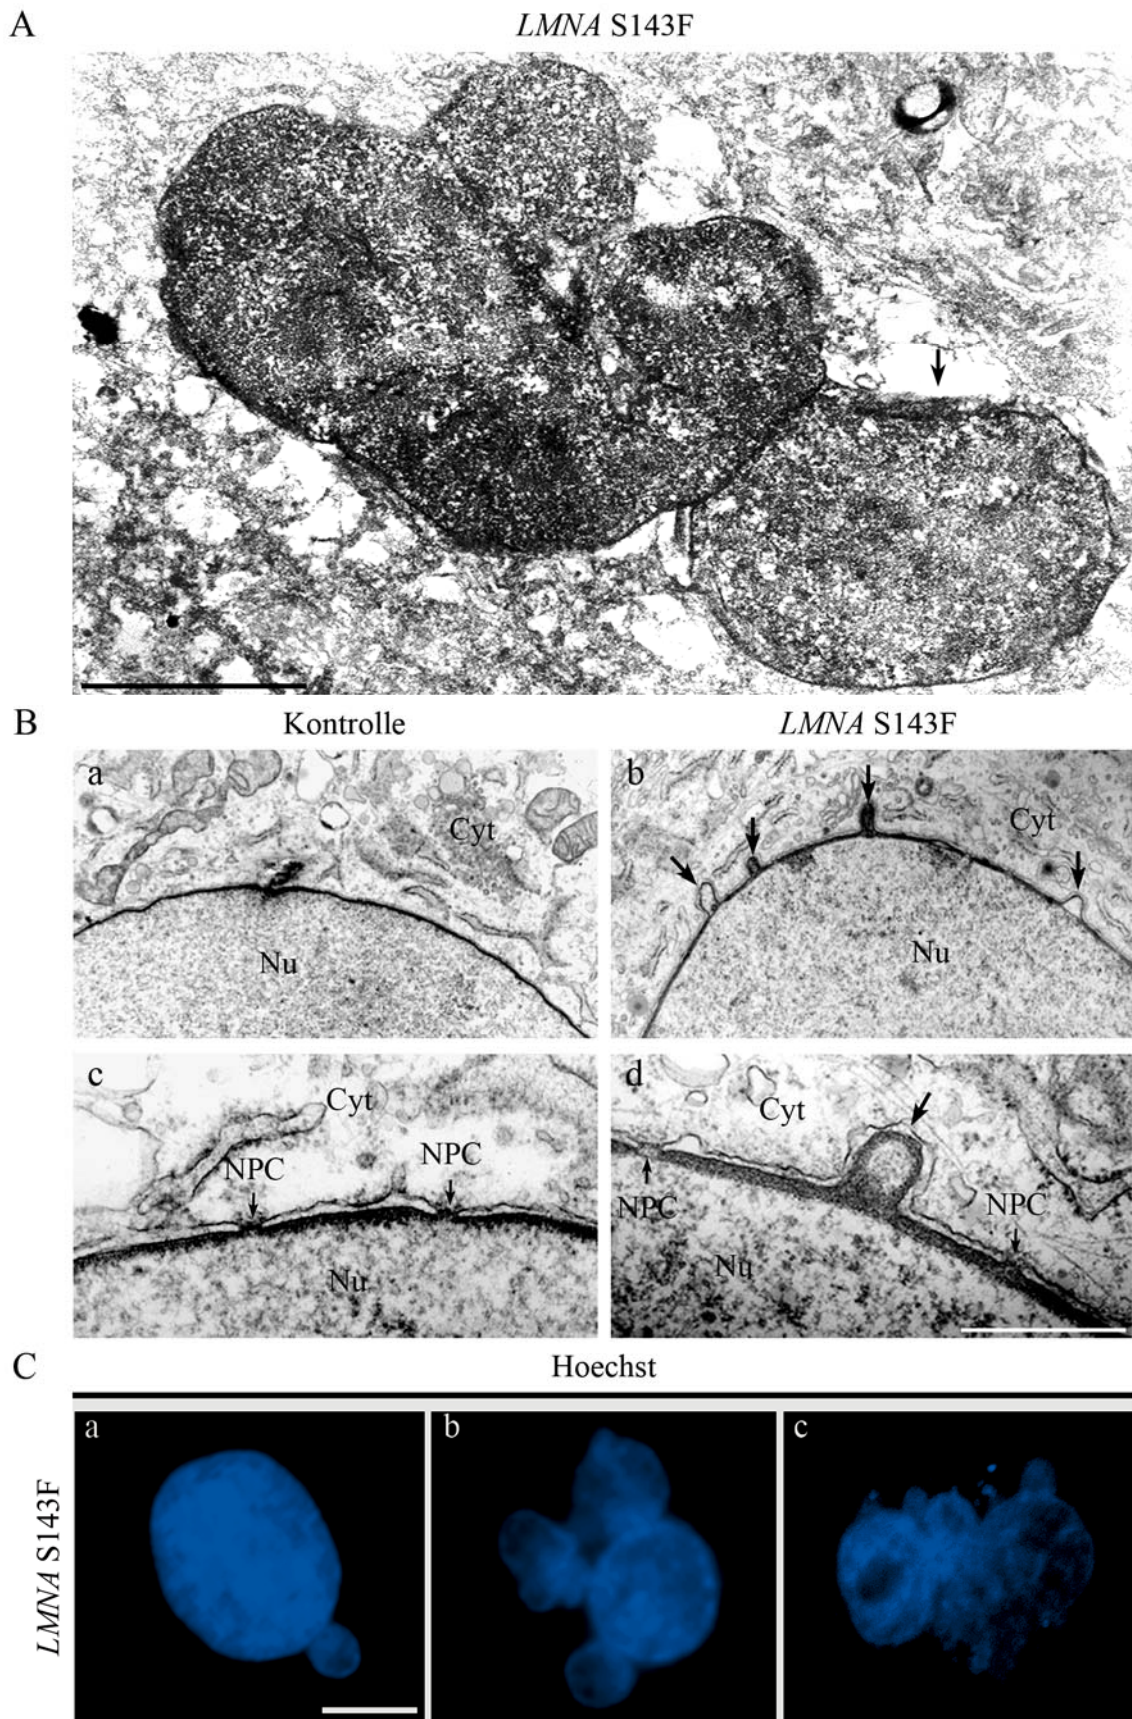 A
LMNA S143F
B
Kontrolle
LMNA S143F
a
Cyt
Nu
b
Cyt
Nu
c
Cyt
NPC
NPC
Nu
d
Cyt
NPC
NPC
Nu
C
Hoechst
LMNA S143F
a
b
c